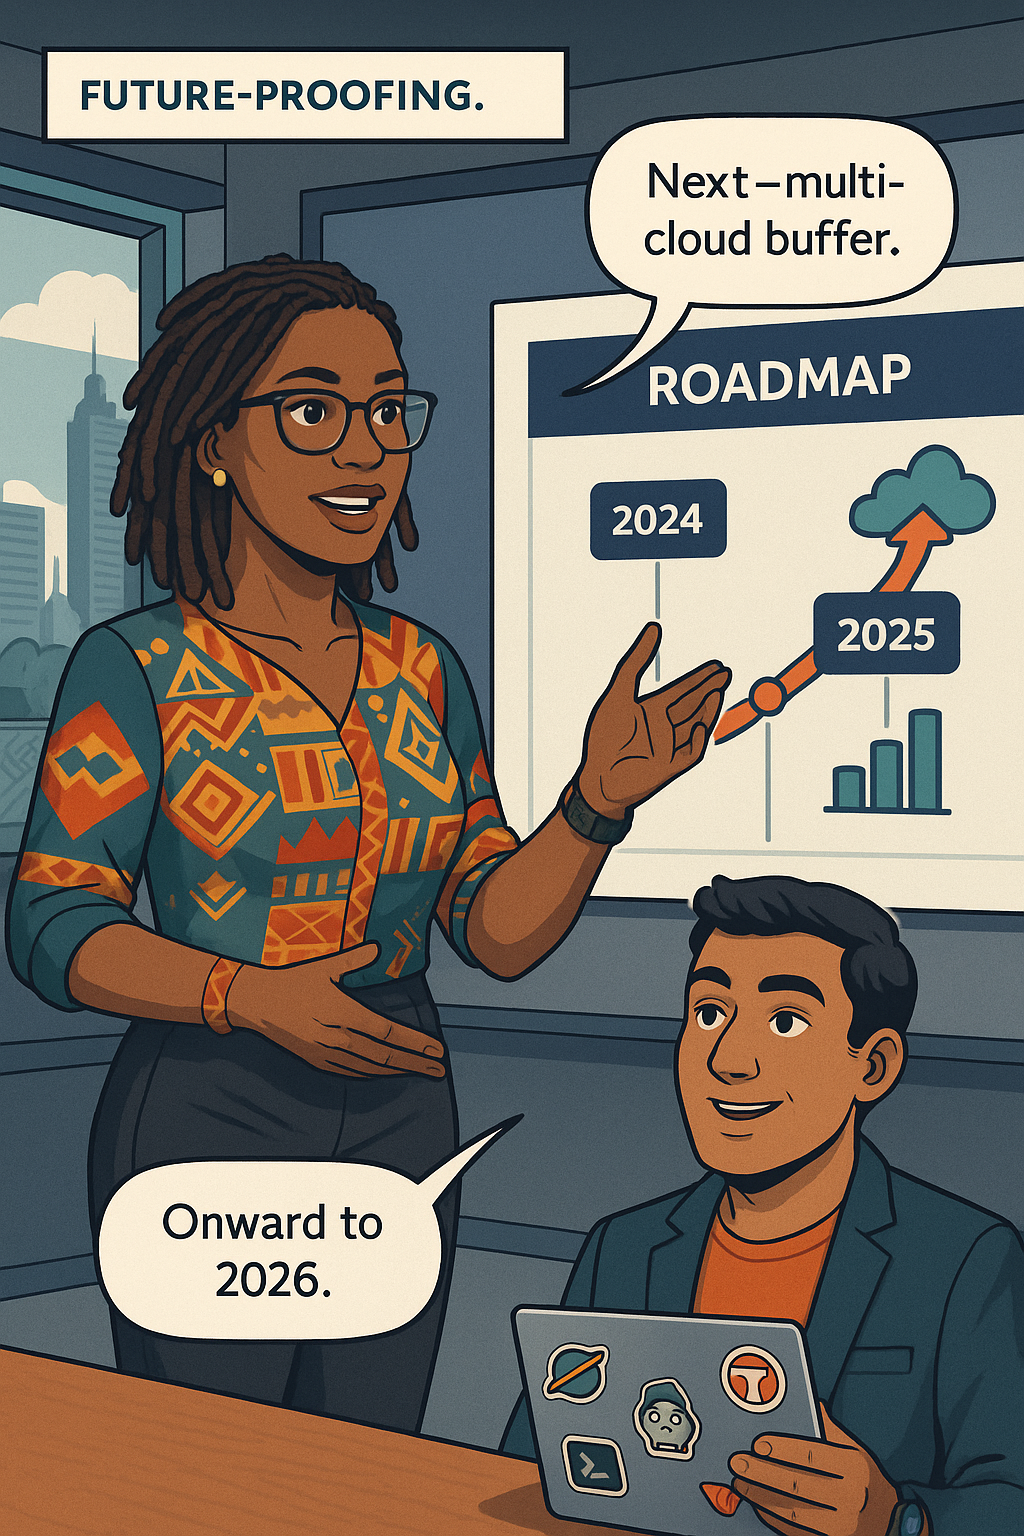 FUTURE-PROOFING.
Next–multi-
cloud buffer.
ROADMAP
2024
2025
Onward to
2026.